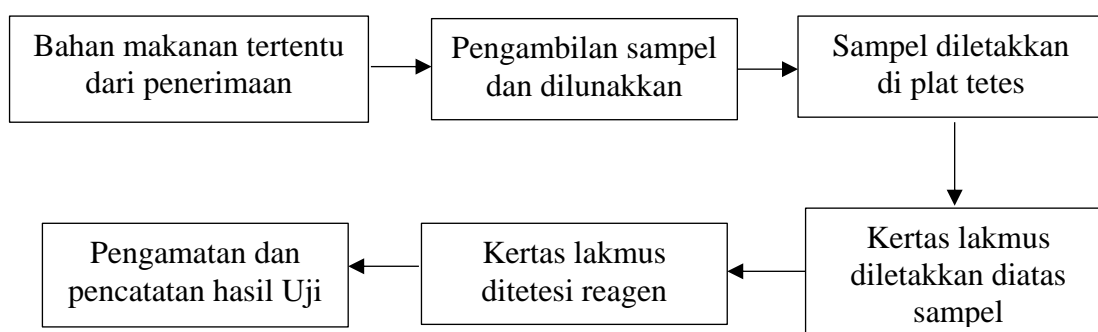 Bahan makanan tertentu
dari penerimaan
Pengambilan sampel
dan dilunakkan
Sampel diletakkan
di plat tetes
Kertas lakmus
diletakkan diatas
sampel
Kertas lakmus
ditetesi reagen
Pengamatan dan
pencatatan hasil Uji